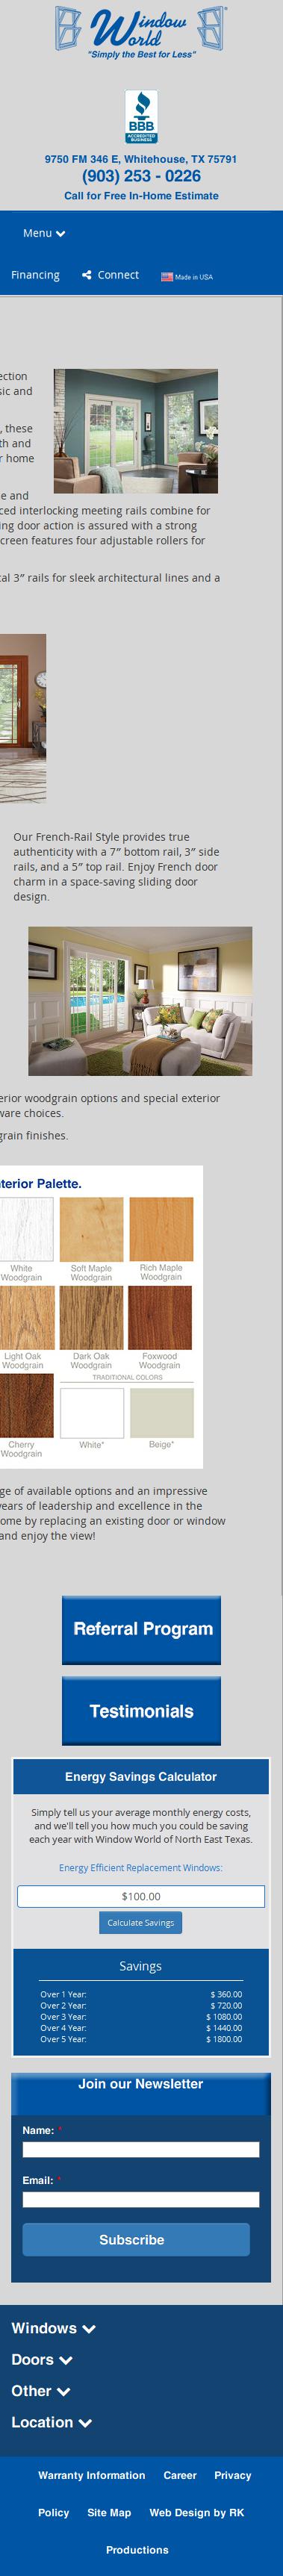 Window
World
"Simply the Best for Less"
BBB
ACCREDITED
BUSINESS
9750 FM 346 E, Whitehouse, TX 75791
(903) 253 - 0226
Call for Free In-Home Estimate
Menu
Financing
Connect
Made in USA
ection
sic and
, these
th and
r home
e and
ced interlocking meeting rails combine for
ing door action is assured with a strong
creen features four adjustable rollers for
cal 3″ rails for sleek architectural lines and a
Our French-Rail Style provides true
authenticity with a 7″ bottom rail, 3″ side
rails, and a 5″ top rail. Enjoy French door
charm in a space-saving sliding door
design.
erior woodgrain options and special exterior
ware choices.
grain finishes.
terior Palette.
White
Woodgrain
Soft Maple
Woodgrain
Rich Maple
Woodgrain
Light Oak
Woodgrain
Dark Oak
Woodgrain
Foxwood
Woodgrain
TRADITIONAL COLORS
Cherry
Woodgrain
White*
Beige*
ge of available options and an impressive
years of leadership and excellence in the
ome by replacing an existing door or window
and enjoy the view!
Referral Program
Testimonials
Energy Savings Calculator
Simply tell us your average monthly energy costs,
and we'll tell you how much you could be saving
each year with Window World of North East Texas.
Energy Efficient Replacement Windows:
$100.00
Calculate Savings
Savings
Over 1 Year: $ 360.00
Over 2 Year: $ 720.00
Over 3 Year: $ 1080.00
Over 4 Year: $ 1440.00
Over 5 Year: $ 1800.00
Join our Newsletter
Name: *
Email: *
Subscribe
Windows
Doors
Other
Location
Warranty Information Career Privacy
Policy Site Map Web Design by RK
Productions